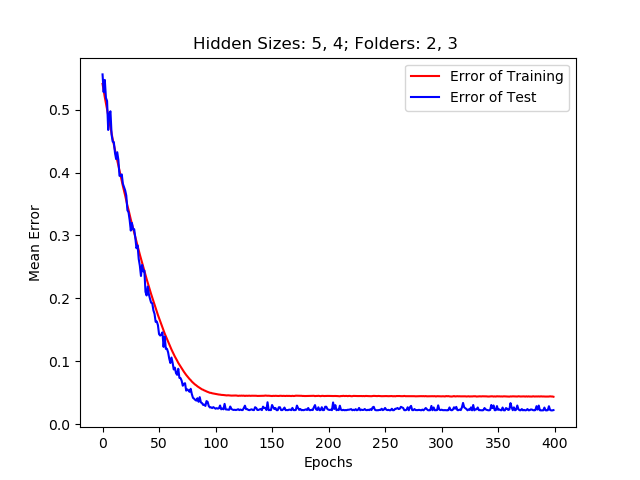 Hidden Sizes: 5, 4; Folders: 2, 3
Error of Training
Error of Test
Mean Error
0.5
0.4
0.3
0.2
0.1
0.0
0 50 100 150 200 250 300 350 400
Epochs